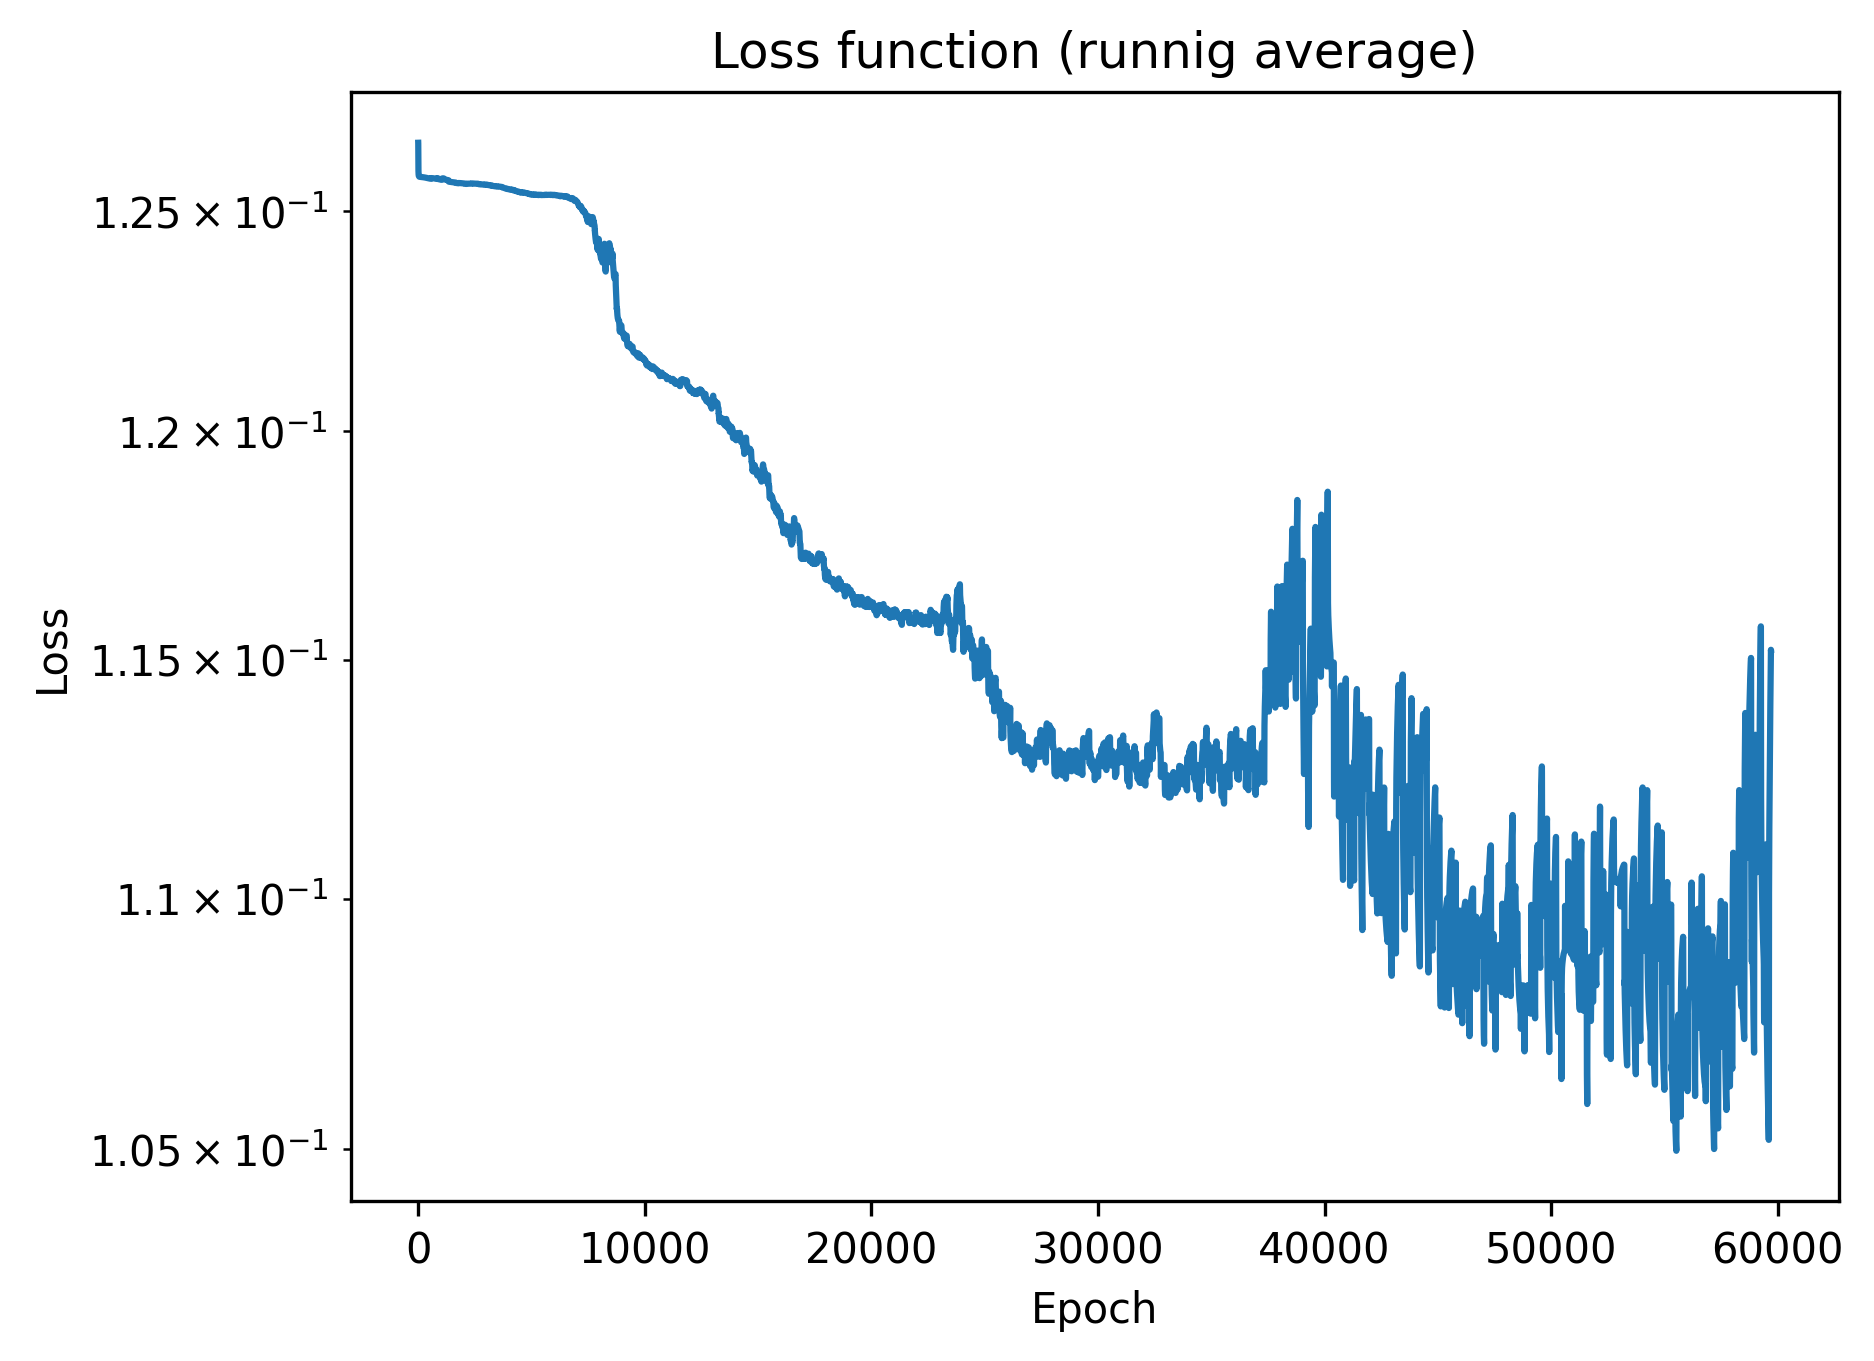 Loss function (runnig average)
1.25 × 10⁻¹
1.2 × 10⁻¹
1.15 × 10⁻¹
1.1 × 10⁻¹
1.05 × 10⁻¹
Loss
0 10000 20000 30000 40000 50000 60000
Epoch